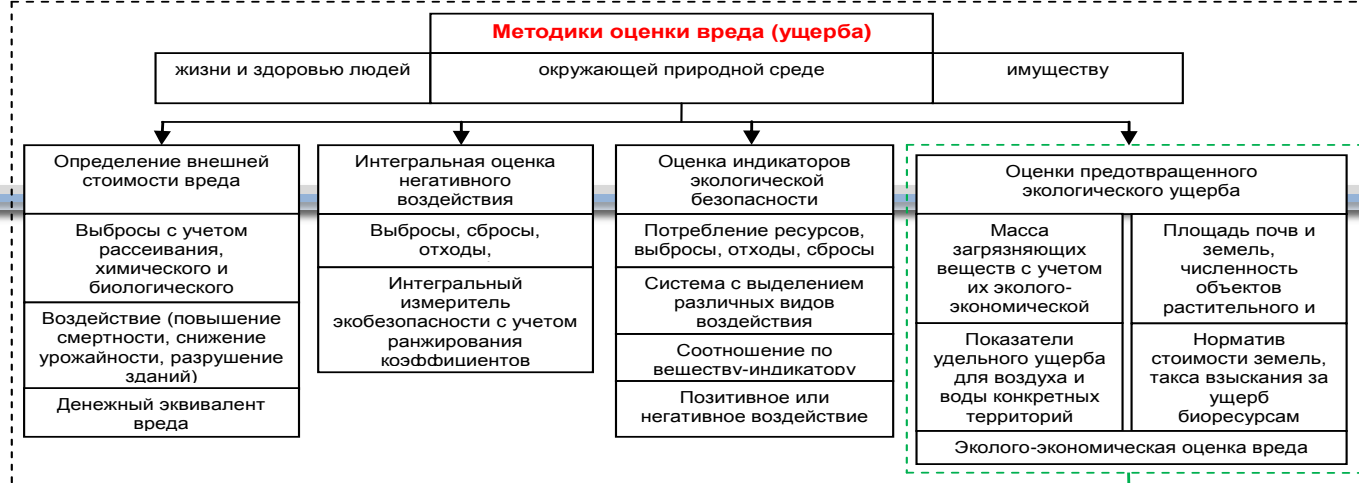 Методики оценки вреда (ущерба)
жизни и здоровью людей
окружающей природной среде
имуществу
Определение внешней
стоимости вреда
Выбросы с учетом
рассеивания,
химического и
биологического
Воздействие (повышение
смертности, снижение
урожайности, разрушение
зданий)
Денежный эквивалент
вреда
Интегральная оценка
негативного
воздействия
Выбросы, сбросы,
отходы,
Интегральный
измеритель
экобезопасности с учетом
ранжирования
коэффициентов
Оценка индикаторов
экологической
безопасности
Потребление ресурсов,
выбросы, отходы, сбросы
Система с выделением
различных видов
воздействия
Соотношение по
веществу-индикатору
Позитивное или
негативное воздействие
Оценки предотвращенного
экологического ущерба
Масса
загрязняющих
веществ с учетом
их эколого-
экономической
Показатели
удельного ущерба
для воздуха и
воды конкретных
территорий
Площадь почв и
земель,
численность
объектов
растительного и
Норматив
стоимости земель,
такса взыскания за
ущерб
биоресурсам
Эколого-экономическая оценка вреда